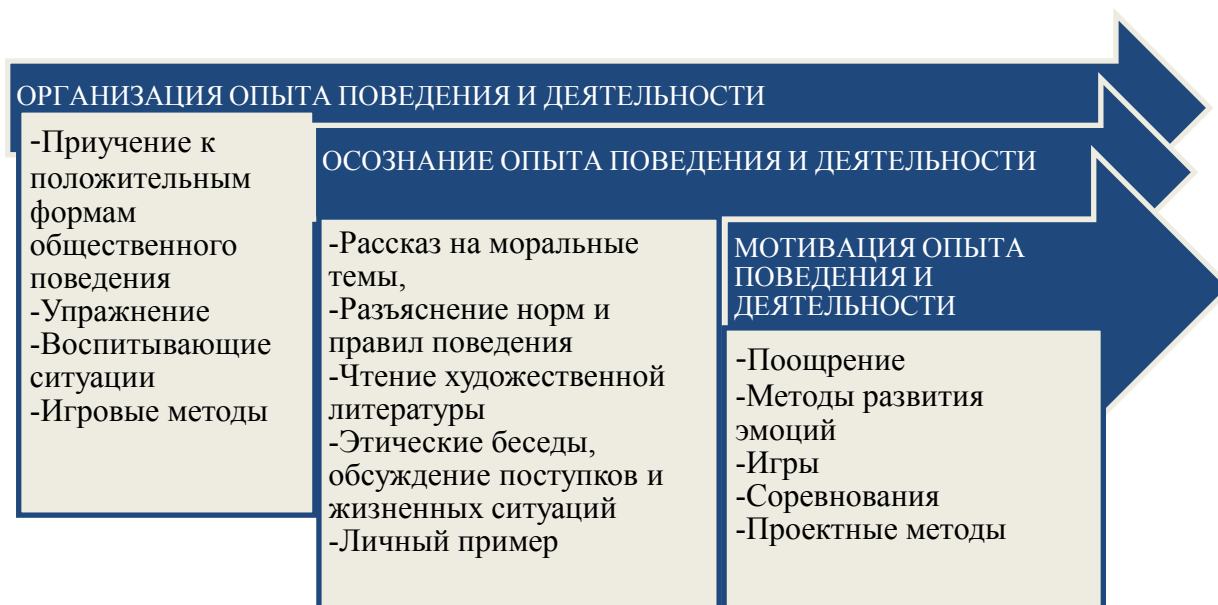 ОРГАНИЗАЦИЯ ОПЫТА ПОВЕДЕНИЯ И ДЕЯТЕЛЬНОСТИ
-Приучение к
положительным
формам
общественного
поведения
-Упражнение
-Воспитывающие
ситуации
-Игровые методы
ОСОЗНАНИЕ ОПЫТА ПОВЕДЕНИЯ И ДЕЯТЕЛЬНОСТИ
-Рассказ на моральные
темы,
-Разъяснение норм и
правил поведения
-Чтение художественной
литературы
-Этические беседы,
обсуждение поступков и
жизненных ситуаций
-Личный пример
МОТИВАЦИЯ ОПЫТА
ПОВЕДЕНИЯ И
ДЕЯТЕЛЬНОСТИ
-Поощрение
-Методы развития
эмоций
-Игры
-Соревнования
-Проектные методы